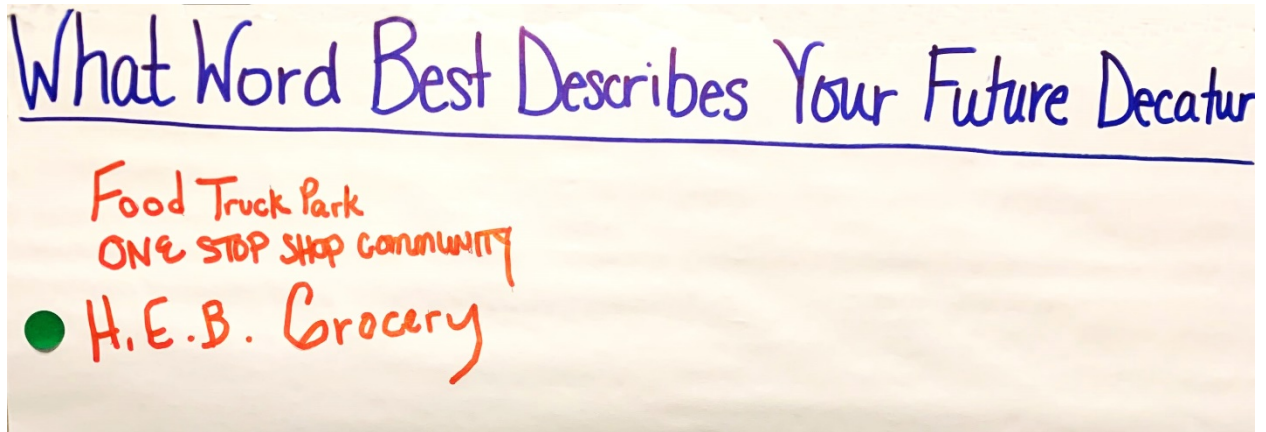 What Word Best Describes Your Future Decatur
Food Truck Park
ONE STOP SHOP COMMUNITY
H.E.B. Grocery